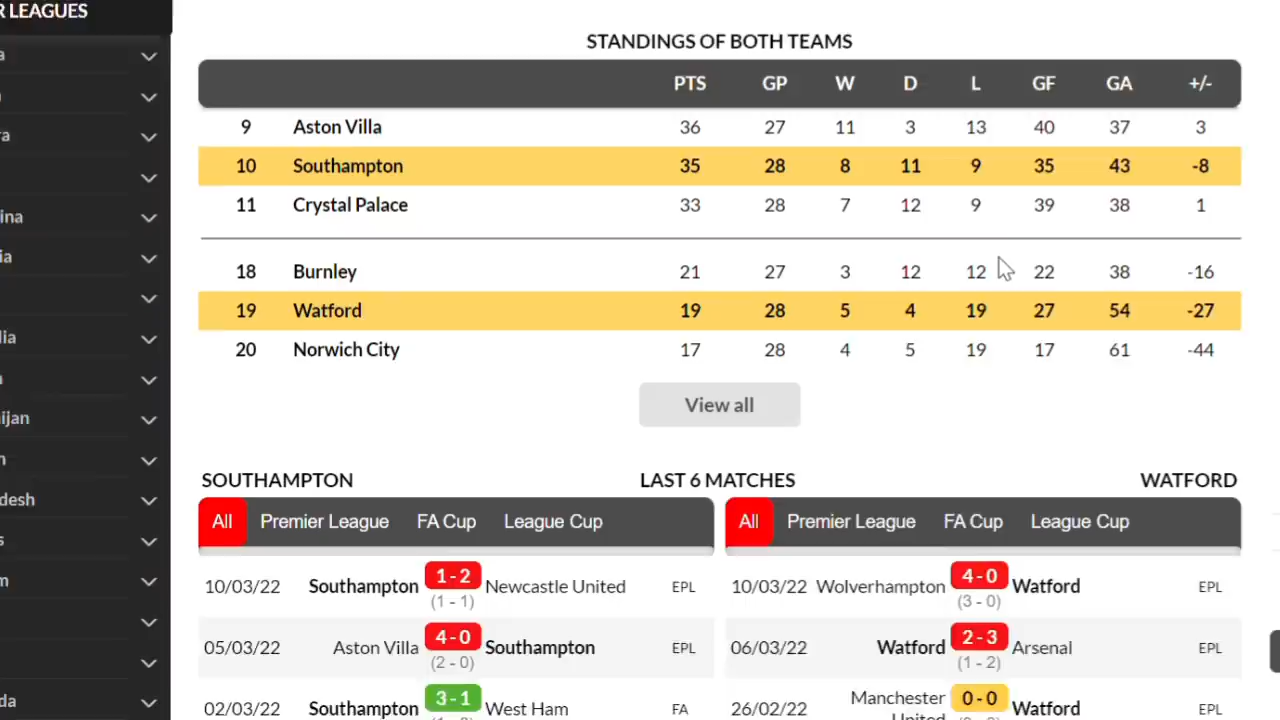 R LEAGUES
STANDINGS OF BOTH TEAMS
PTS GP W D L GF GA +/-
9 Aston Villa 36 27 11 3 13 40 37 3
10 Southampton 35 28 8 11 9 35 43 -8
11 Crystal Palace 33 28 7 12 9 39 38 1
18 Burnley 21 27 3 12 12 22 38 -16
19 Watford 19 28 5 4 19 27 54 -27
20 Norwich City 17 28 4 5 19 17 61 -44
View all
SOUTHAMPTON LAST 6 MATCHES WATFORD
All Premier League FA Cup League Cup All Premier League FA Cup League Cup
10/03/22 Southampton 1 - 2 Newcastle United EPL 10/03/22 Wolverhampton 4 - 0 Watford EPL
(1 - 1) (3 - 0)
05/03/22 Aston Villa 4 - 0 Southampton EPL 06/03/22 Watford 2 - 3 Arsenal EPL
(2 - 0) (1 - 2)
02/03/22 Southampton 3 - 1 West Ham FA 26/02/22 Manchester 0 - 0 Watford EPL
a
ra
ina
ia
lia
n
ijan
n
desh
s
m
da